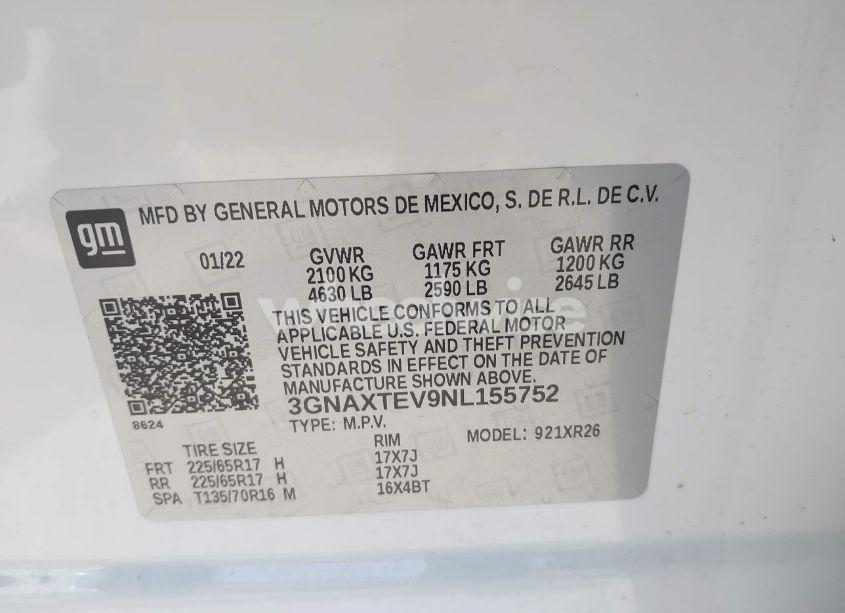 gm
MFD BY GENERAL MOTORS DE MEXICO, S. DE R.L. DE C.V.
01/22 GVWR GAWR FRT GAWR RR
2100 KG 1175 KG 1200 KG
4630 LB 2590 LB 2645 LB
THIS VEHICLE CONFORMS TO ALL
APPLICABLE U.S. FEDERAL MOTOR
VEHICLE SAFETY AND THEFT PREVENTION
STANDARDS IN EFFECT ON THE DATE OF
MANUFACTURE SHOWN ABOVE.
3GNAXTEV9NL155752
8624
TYPE: M.P.V. MODEL: 921XR26
TIRE SIZE RIM
FRT 225/65R17 H 17X7J
RR 225/65R17 H 17X7J
SPA T135/70R16 M 16X4BT